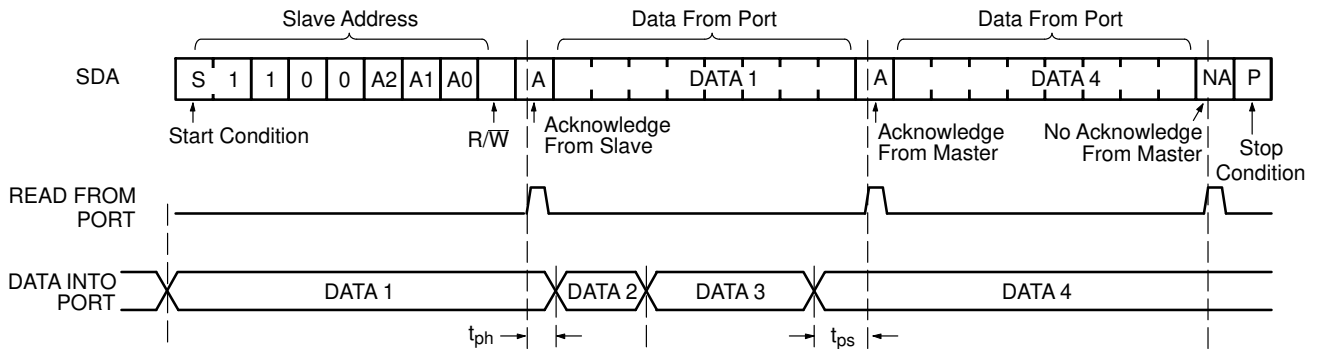 Slave Address
Data From Port
Data From Port
SDA
S 1 1 0 0 A2 A1 A0 A DATA 1 A DATA 4 NA P
Start Condition
R/W̅
Acknowledge
From Slave
Acknowledge
From Master
No Acknowledge
From Master
Stop
Condition
READ FROM
PORT
DATA INTO
PORT
DATA 1
DATA 2
DATA 3
DATA 4
tph
tps